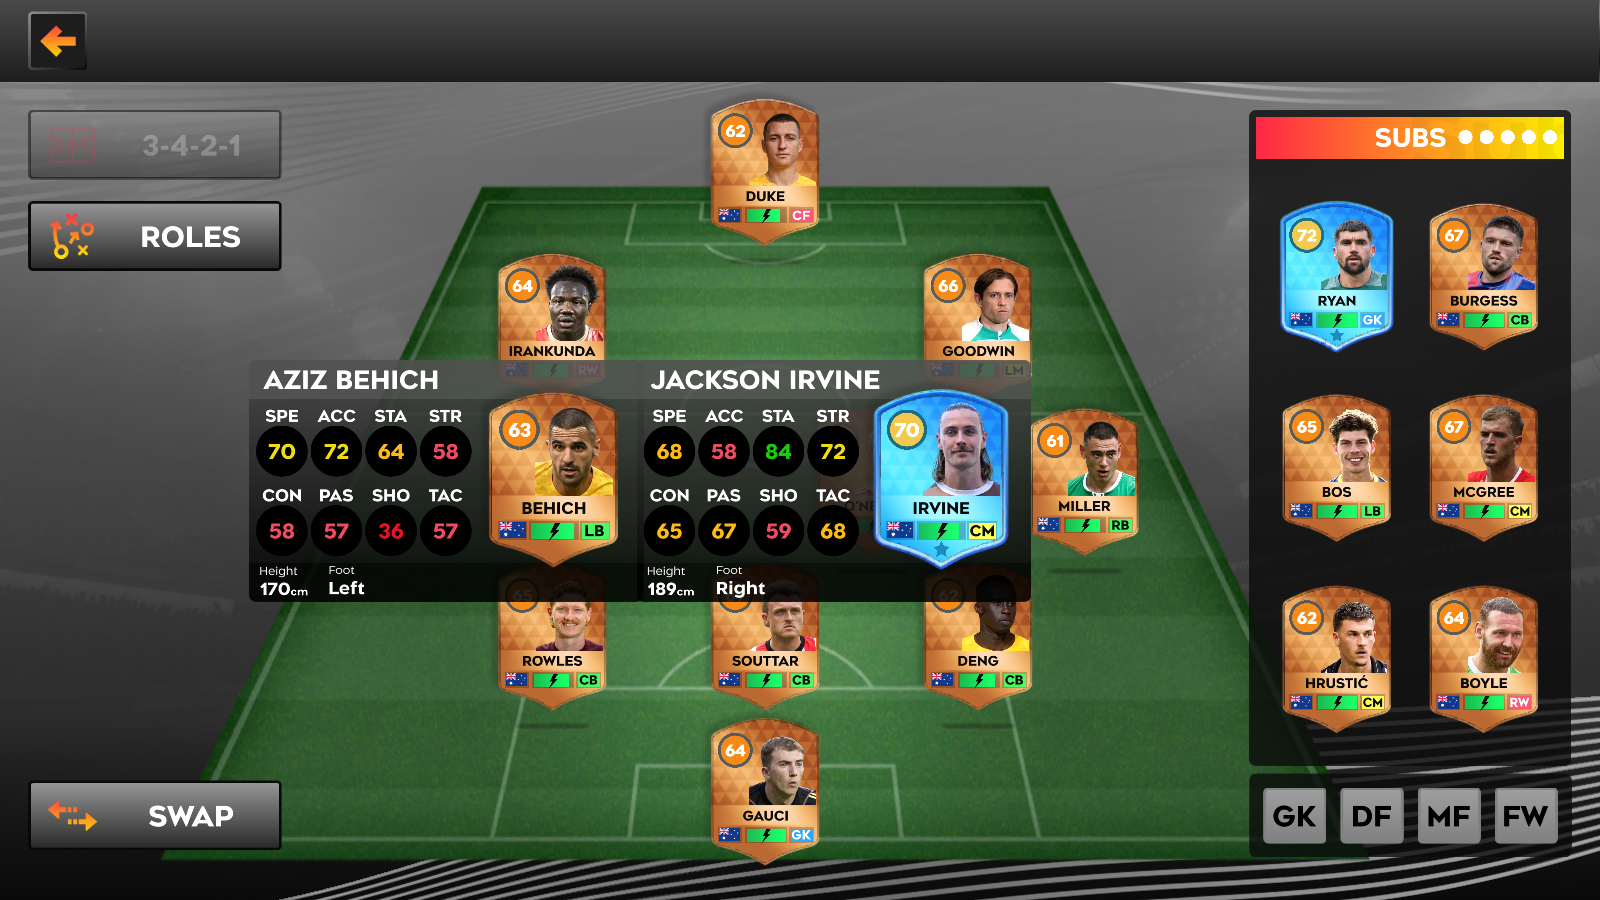 3-4-2-1
ROLES
SWAP
62
DUKE
CF
64
IRANKUNDA
RW
66
GOODWIN
LM
AZIZ BEHICH
SPE ACC STA STR
70 72 64 58
CON PAS SHO TAC
58 57 36 57
Height Foot
170cm Left
63
BEHICH
LB
JACKSON IRVINE
SPE ACC STA STR
68 58 84 72
CON PAS SHO TAC
65 67 59 68
Height Foot
189cm Right
70
IRVINE
CM
61
MILLER
RB
65
ROWLES
CB
SOUTTAR
CB
62
DENG
CB
64
GAUCI
GK
SUBS
72
RYAN
GK
67
BURGESS
CB
65
BOS
LB
67
MCGREE
CM
62
HRUSTIĆ
CM
64
BOYLE
RW
GK DF MF FW